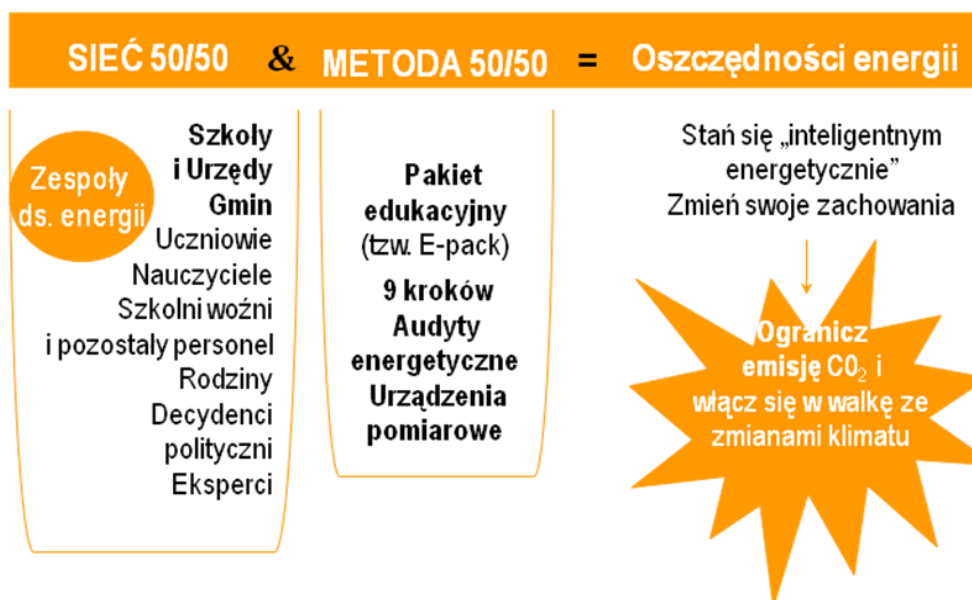 SIEĆ 50/50 & METODA 50/50 = Oszczędności energii
Zespoły
ds. energii
Szkoly
i Urzędy
Gmin
Uczniowie
Nauczyciele
Szkolni woźni
i pozostały personel
Rodziny
Decydenci
polityczni
Eksperci
Pakiet
edukacyjny
(tzw. E-pack)
9 kroków
Audyty
energetyczne
Urządzenia
pomiarowe
Stań się „inteligentnym
energetycznie”
Zmień swoje zachowania
Ogranicz
emisję C0₂ i
włącz się w walkę ze
zmianami klimatu